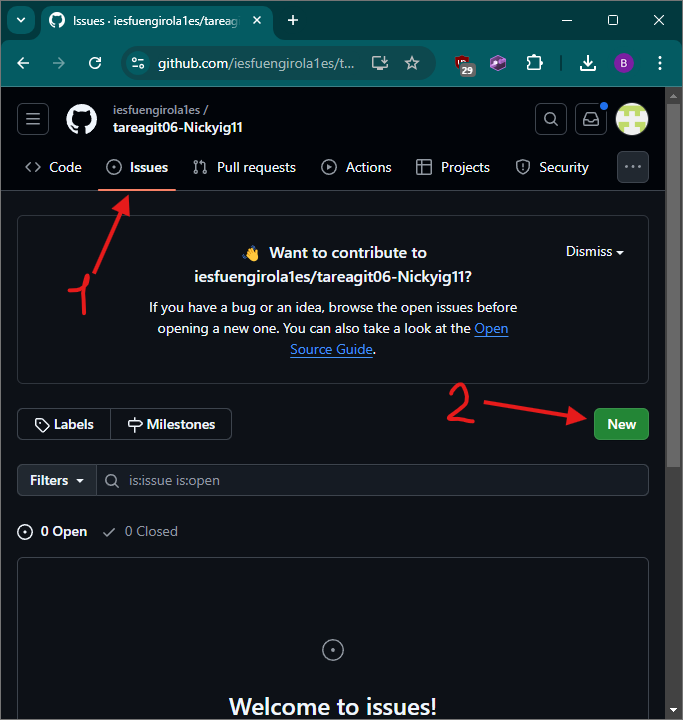 Issues · iesfuengirola1es/tareag
github.com/iesfuengirola1es/t...
29
B
iesfuengirola1es /
tareagit06-Nickyig11
Code Issues Pull requests Actions Projects Security
1
👋 Want to contribute to
iesfuengirola1es/tareagit06-Nickyig11?
Dismiss
If you have a bug or an idea, browse the open issues before
opening a new one. You can also take a look at the Open
Source Guide.
2
Labels Milestones New
Filters is:issue is:open
0 Open 0 Closed
Welcome to issues!